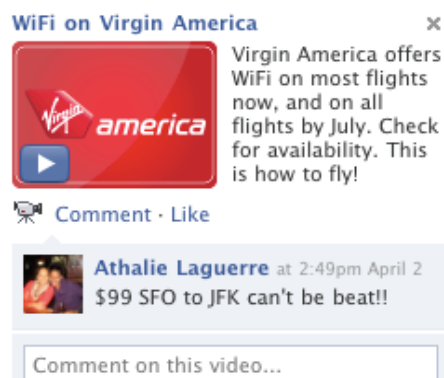 WiFi on Virgin America ×
Virgin america
Virgin America offers
WiFi on most flights
now, and on all
flights by July. Check
for availability. This
is how to fly!
Comment · Like
Athalie Laguerre at 2:49pm April 2
$99 SFO to JFK can't be beat!!
Comment on this video...